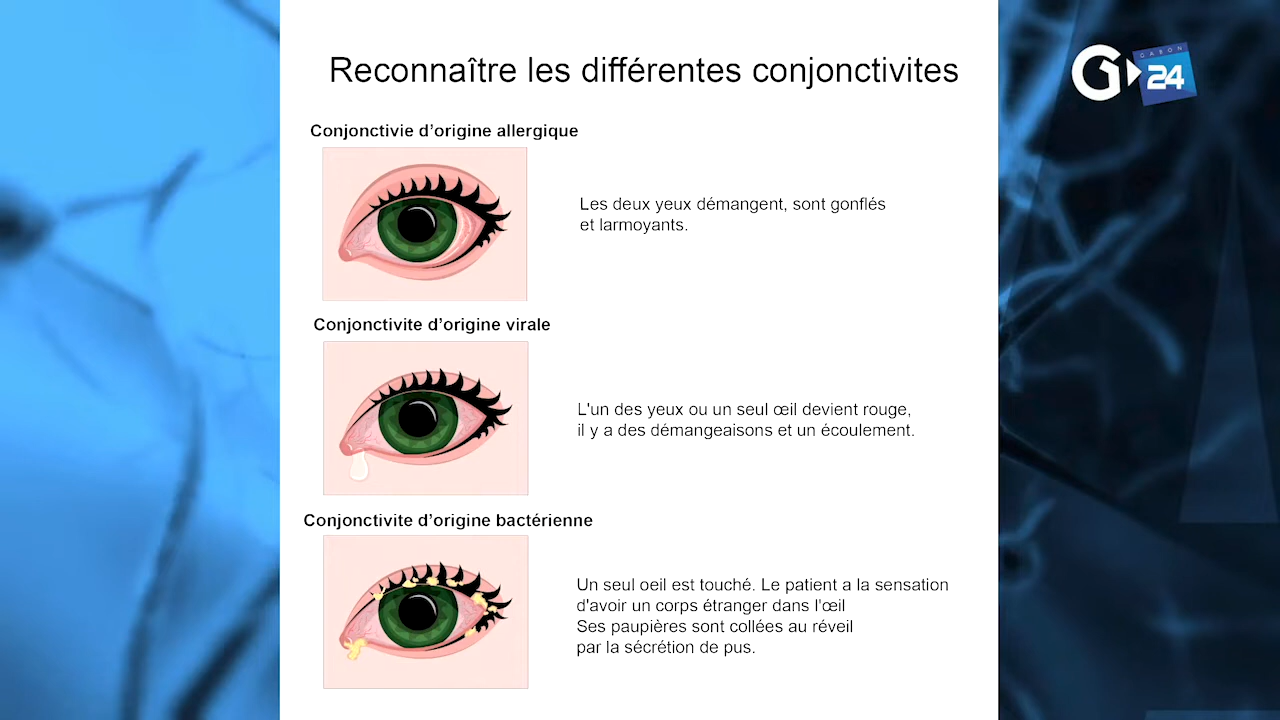 Reconnaître les différentes conjonctivites
GABON
G 24
Conjonctivie d’origine allergique
Les deux yeux démangent, sont gonflés
et larmoyants.
Conjonctivite d’origine virale
L'un des yeux ou un seul œil devient rouge,
il y a des démangeaisons et un écoulement.
Conjonctivite d’origine bactérienne
Un seul oeil est touché. Le patient a la sensation
d'avoir un corps étranger dans l'œil
Ses paupières sont collées au réveil
par la sécrétion de pus.